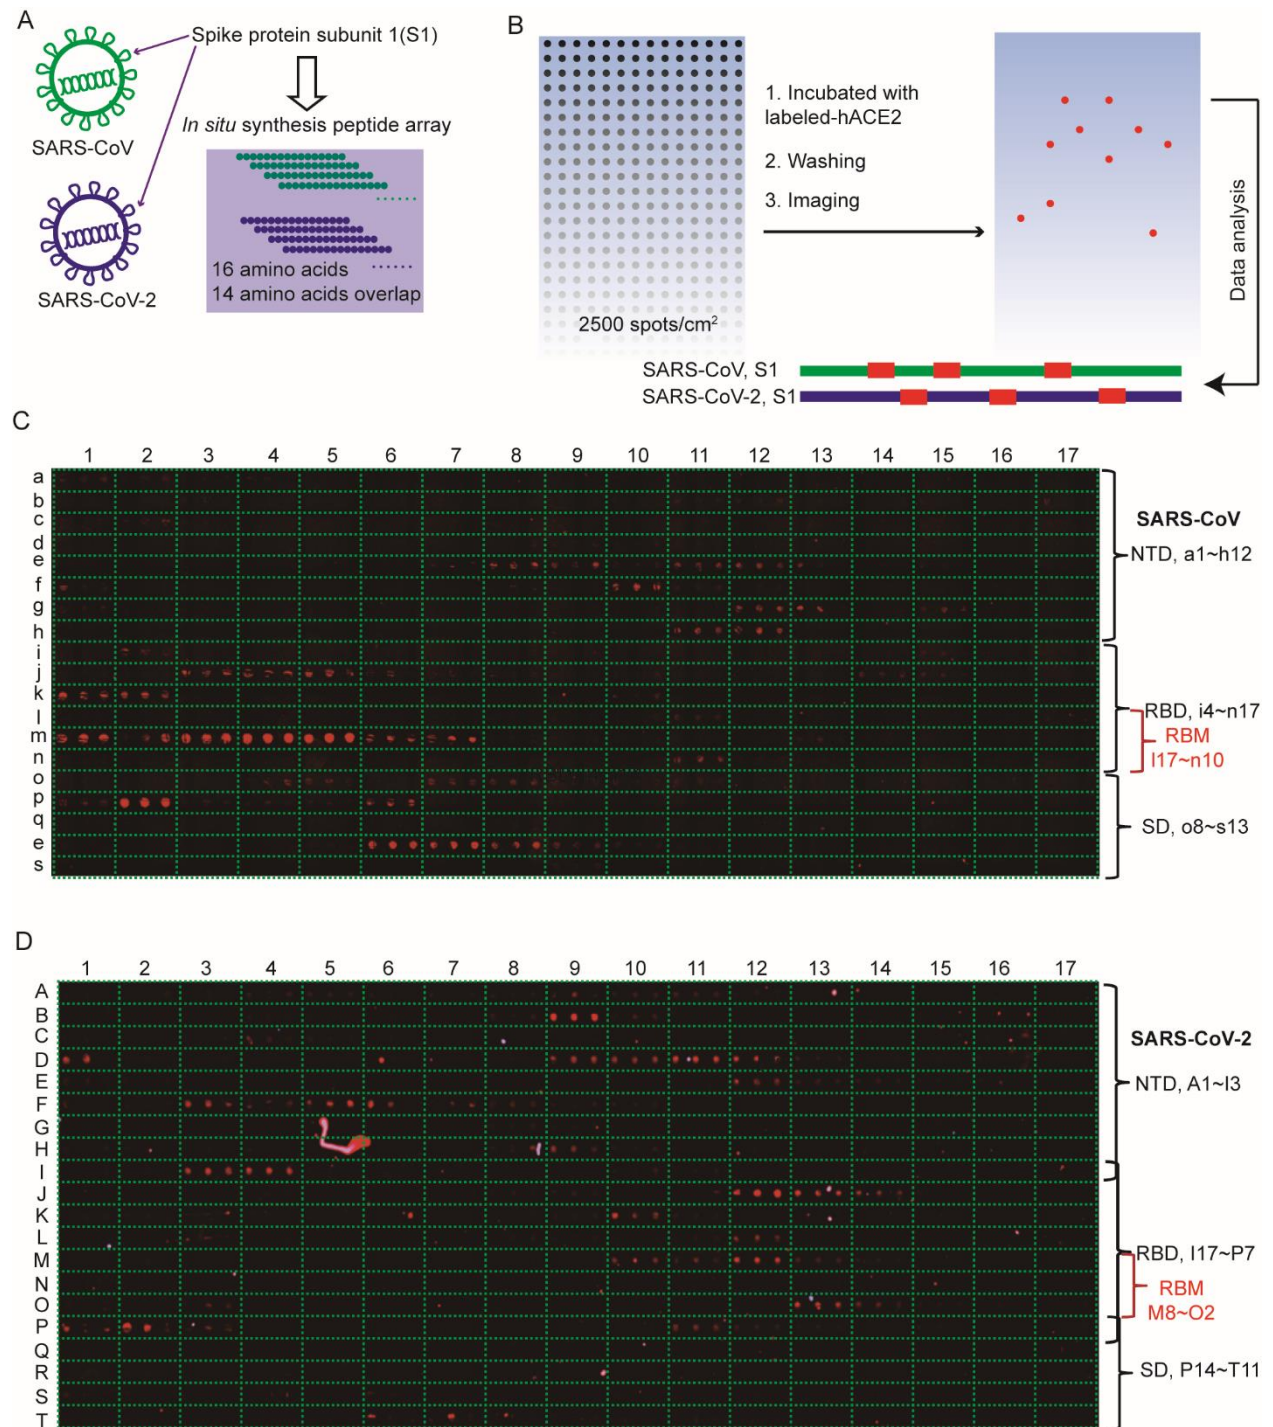 A
Spike protein subunit 1(S1)
In situ synthesis peptide array
SARS-CoV
SARS-CoV-2
16 amino acids
14 amino acids overlap
B
1. Incubated with
labeled-hACE2
2. Washing
3. Imaging
2500 spots/cm²
Data analysis
SARS-CoV, S1
SARS-CoV-2, S1
C
1 2 3 4 5 6 7 8 9 10 11 12 13 14 15 16 17
a
b
c
d
e
f
g
h
i
j
k
l
m
n
o
p
q
e
s
SARS-CoV
NTD, a1~h12
RBD, i4~n17
RBM
l17~n10
SD, o8~s13
D
1 2 3 4 5 6 7 8 9 10 11 12 13 14 15 16 17
A
B
C
D
E
F
G
H
I
J
K
L
M
N
O
P
Q
R
S
T
SARS-CoV-2
NTD, A1~I3
RBD, I17~P7
RBM
M8~O2
SD, P14~T11